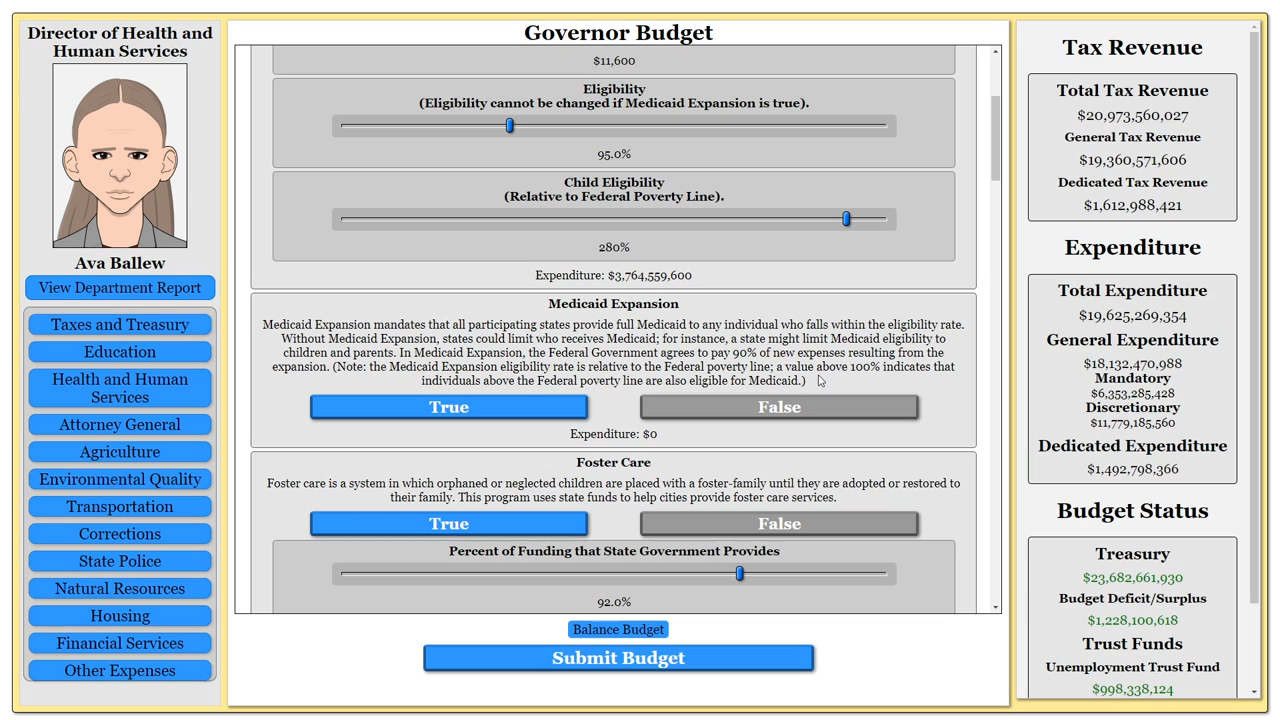 Director of Health and
Human Services
Ava Ballew
View Department Report
Taxes and Treasury
Education
Health and Human
Services
Attorney General
Agriculture
Environmental Quality
Transportation
Corrections
State Police
Natural Resources
Housing
Financial Services
Other Expenses
Governor Budget
$11,600
Eligibility
(Eligibility cannot be changed if Medicaid Expansion is true).
95.0%
Child Eligibility
(Relative to Federal Poverty Line).
280%
Expenditure: $3,764,559,600
Medicaid Expansion
Medicaid Expansion mandates that all participating states provide full Medicaid to any individual who falls within the eligibility rate.
Without Medicaid Expansion, states could limit who receives Medicaid; for instance, a state might limit Medicaid eligibility to
children and parents. In Medicaid Expansion, the Federal Government agrees to pay 90% of new expenses resulting from the
expansion. (Note: the Medicaid Expansion eligibility rate is relative to the Federal poverty line; a value above 100% indicates that
individuals above the Federal poverty line are also eligible for Medicaid.)
True
False
Expenditure: $0
Foster Care
Foster care is a system in which orphaned or neglected children are placed with a foster-family until they are adopted or restored to
their family. This program uses state funds to help cities provide foster care services.
True
False
Percent of Funding that State Government Provides
92.0%
Balance Budget
Submit Budget
Tax Revenue
Total Tax Revenue
$20,973,560,027
General Tax Revenue
$19,360,571,606
Dedicated Tax Revenue
$1,612,988,421
Expenditure
Total Expenditure
$19,625,269,354
General Expenditure
$18,132,470,988
Mandatory
$6,353,285,428
Discretionary
$11,779,185,560
Dedicated Expenditure
$1,492,798,366
Budget Status
Treasury
$23,682,661,930
Budget Deficit/Surplus
$1,228,100,618
Trust Funds
Unemployment Trust Fund
$998,338,124